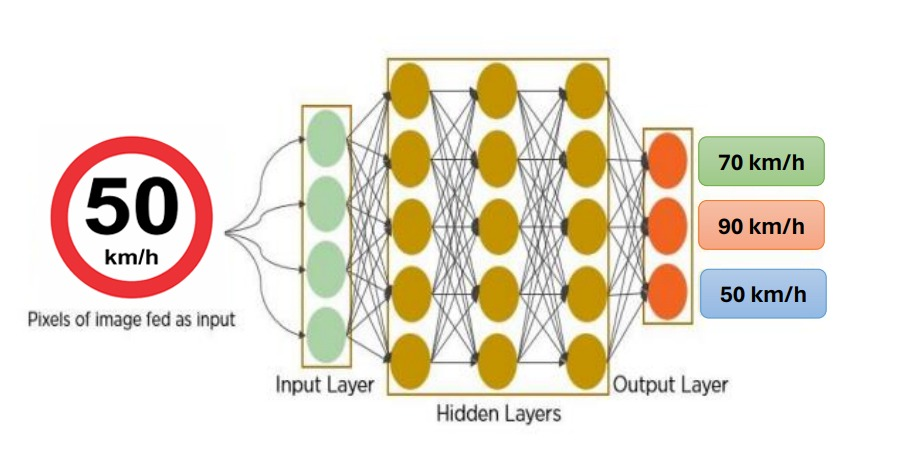 50
km/h
Pixels of image fed as input
Input Layer
Hidden Layers
Output Layer
70 km/h
90 km/h
50 km/h